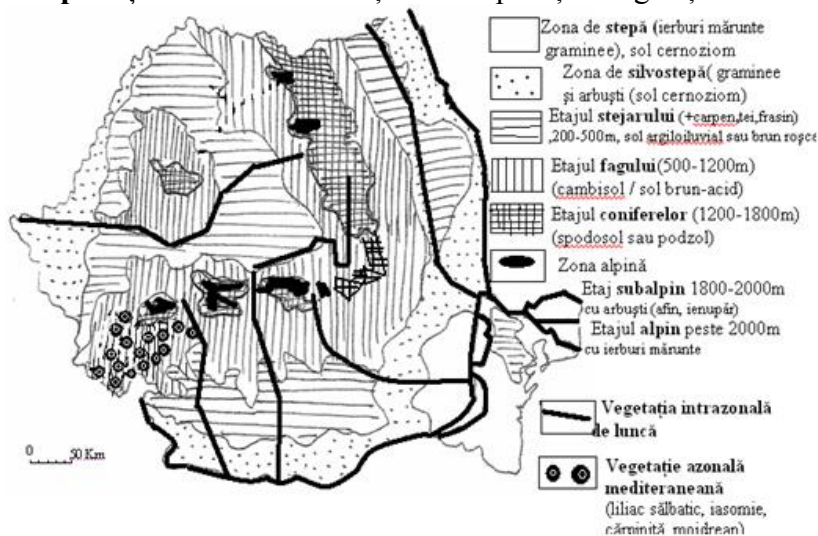 Zona de stepă (ierburi mărunte
graminee), sol cernoziom
Zona de silvostepă( graminee
și arbuști (sol cernoziom)
Etajul stejarului (+carpen,tei,frasin)
,200-500m, sol argiloiluvial sau brun roșce
Etajul fagului(500-1200m)
(cambisol / sol brun-acid)
Etajul coniferelor (1200-1800m)
(spodosol sau podzol)
Zona alpină
Etaj subalpin 1800-2000m
cu arbuști (afin, ienupăr)
Etajul alpin peste 2000m
cu ierburi mărunte
Vegetația intrazonală
de luncă
Vegetație azonală
mediteraneană
(liliac sălbatic, iasomie,
cărpiniță, mojdrean)
0 50 Km